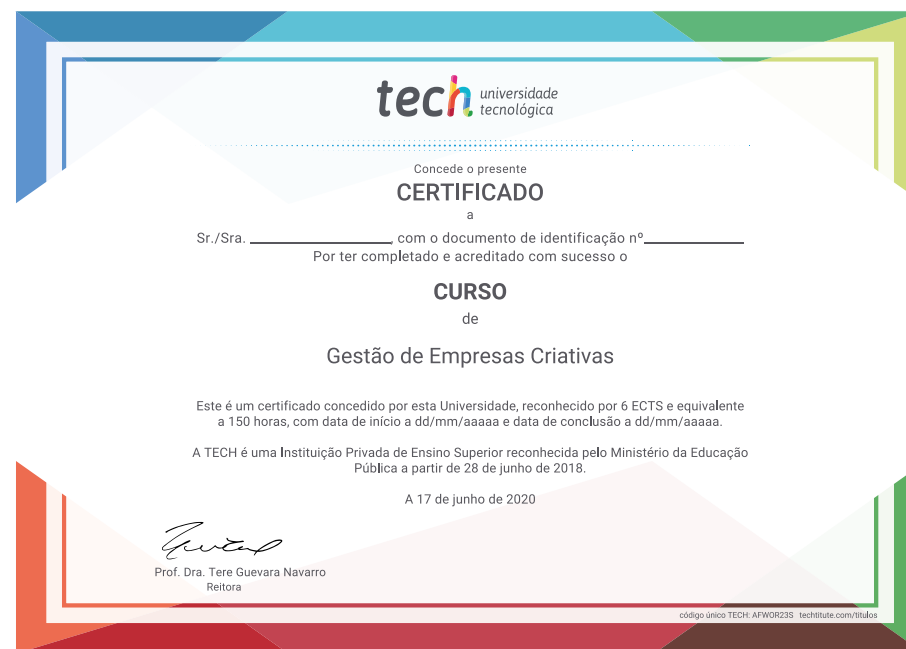 tech universidade
tecnológica
Concede o presente
CERTIFICADO
a
Sr./Sra. ____________________, com o documento de identificação nº______________
Por ter completado e acreditado com sucesso o
CURSO
de
Gestão de Empresas Criativas
Este é um certificado concedido por esta Universidade, reconhecido por 6 ECTS e equivalente
a 150 horas, com data de início a dd/mm/aaaaa e data de conclusão a dd/mm/aaaaa.
A TECH é uma Instituição Privada de Ensino Superior reconhecida pelo Ministério da Educação
Pública a partir de 28 de junho de 2018.
A 17 de junho de 2020
Prof. Dra. Tere Guevara Navarro
Reitora
código único TECH: AFWOR23S techtitute.com/titulos